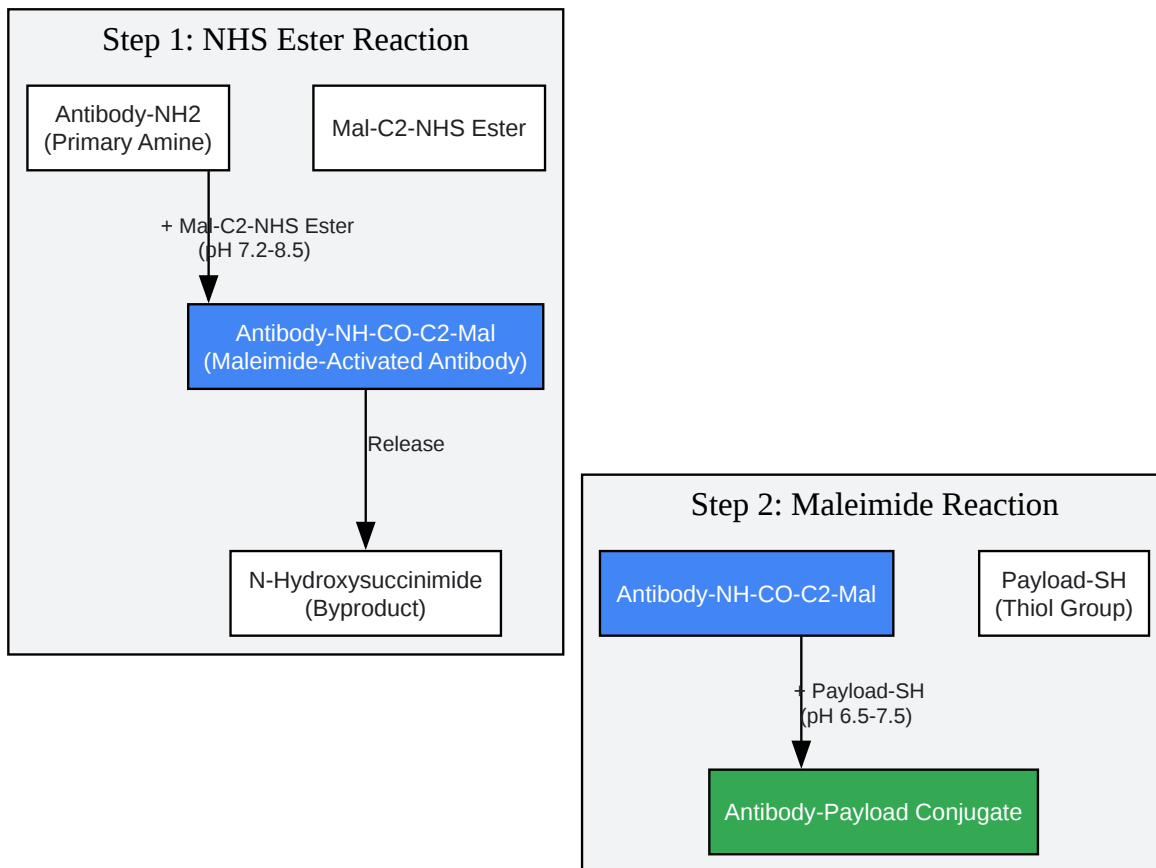 Step 1: NHS Ester Reaction
Antibody-NH2
(Primary Amine)
Mal-C2-NHS Ester
+ Mal-C2-NHS Ester
(pH 7.2-8.5)
Antibody-NH-CO-C2-Mal
(Maleimide-Activated Antibody)
Release
N-Hydroxysuccinimide
(Byproduct)
Step 2: Maleimide Reaction
Antibody-NH-CO-C2-Mal
Payload-SH
(Thiol Group)
+ Payload-SH
(pH 6.5-7.5)
Antibody-Payload Conjugate